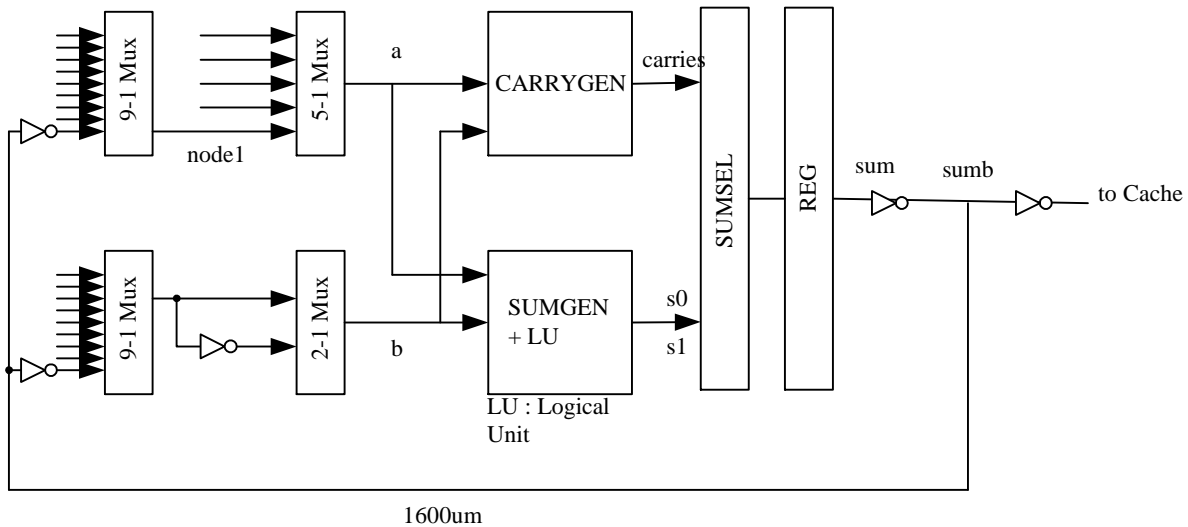 9-1 Mux
5-1 Mux
a
CARRYGEN
carries
node1
SUMSEL
REG
sum
sumb
to Cache
9-1 Mux
2-1 Mux
b
SUMGEN
+ LU
s0
s1
LU : Logical
Unit
1600um